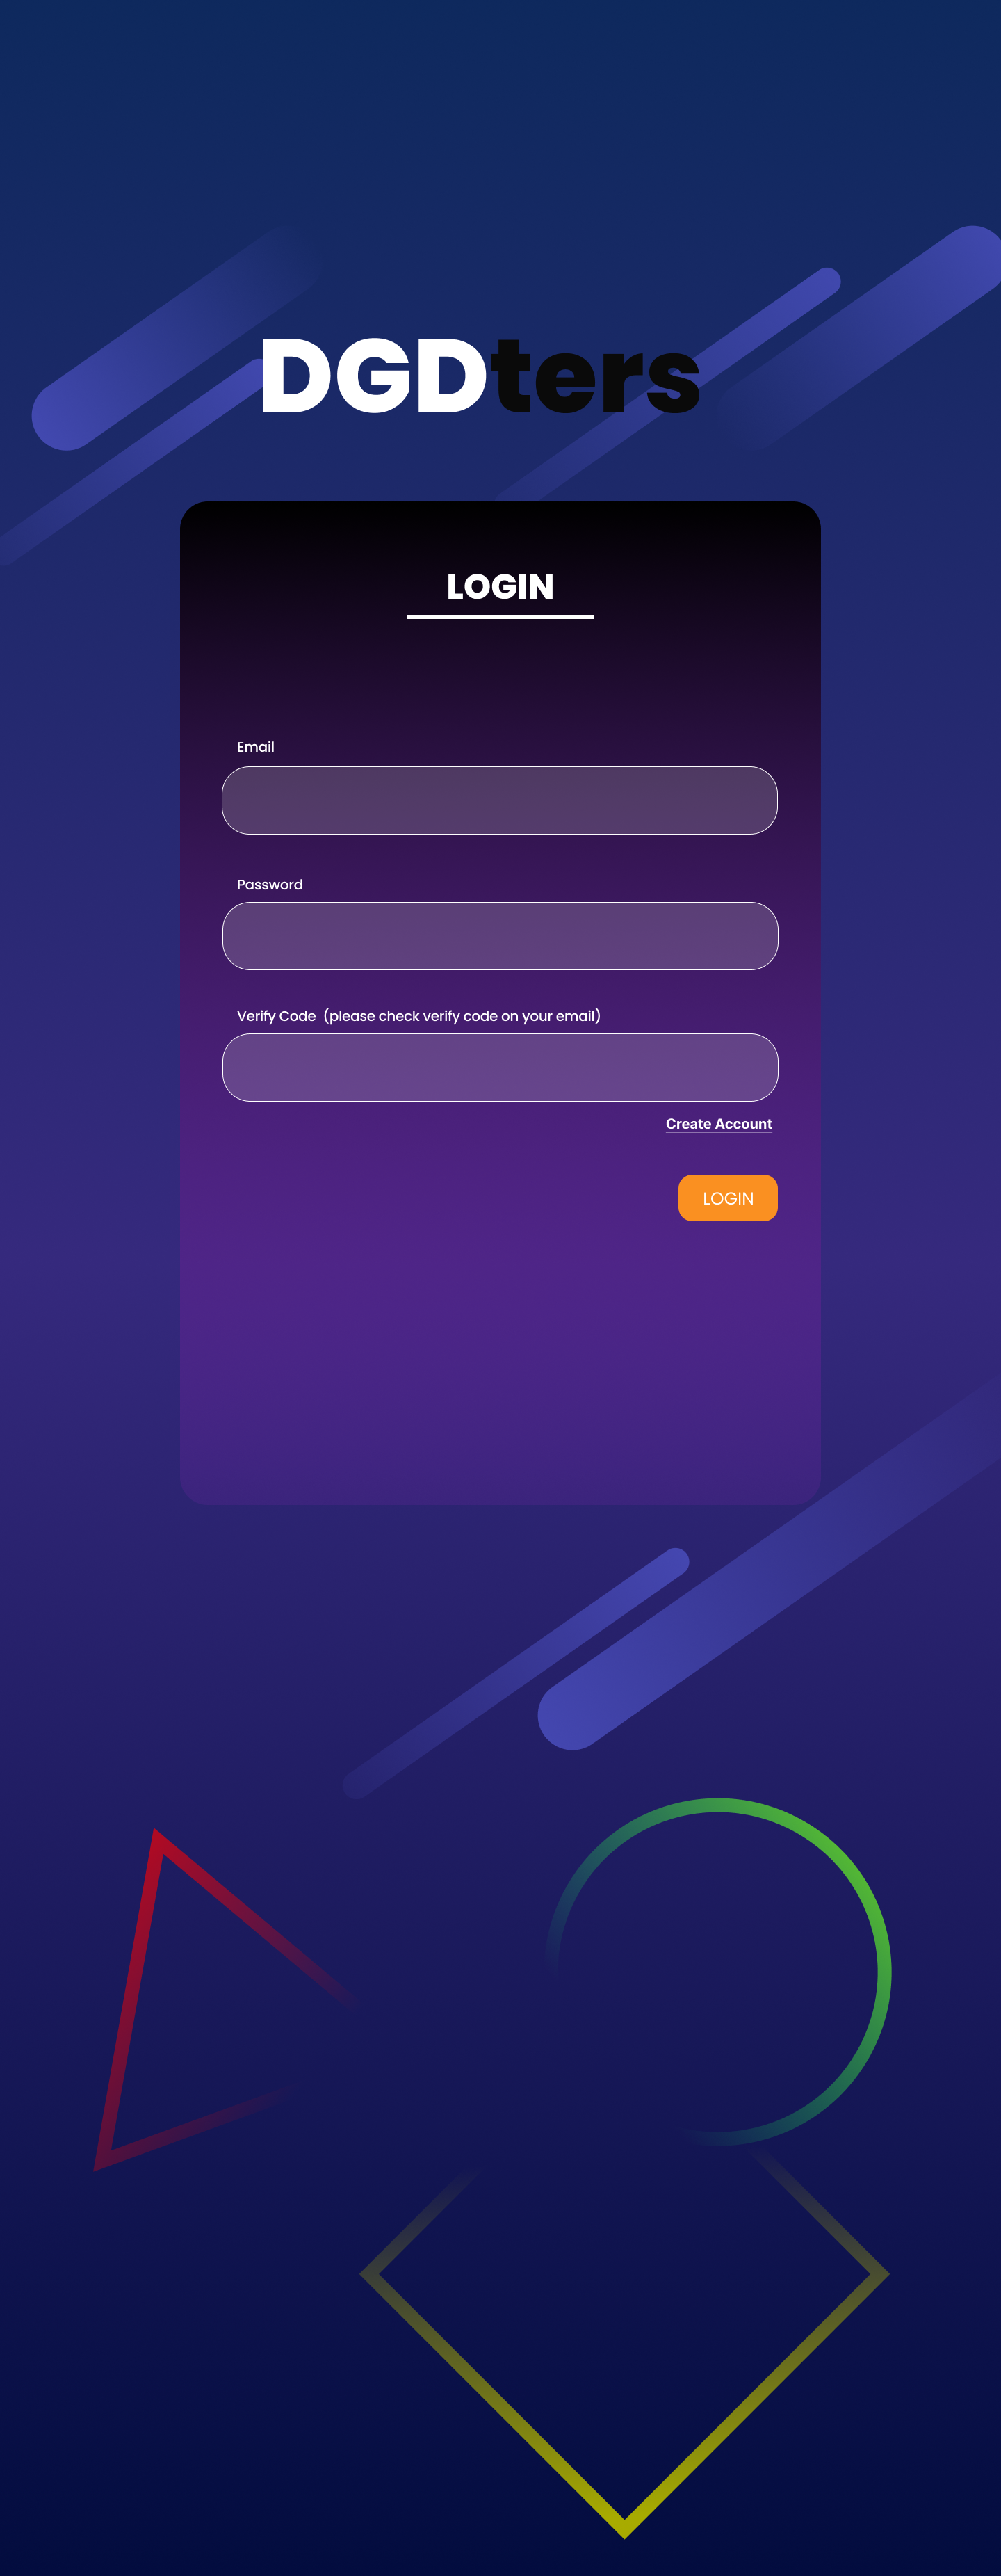 DGDters
LOGIN
Email
Password
Verify Code  (please check verify code on your email)
Create Account
LOGIN